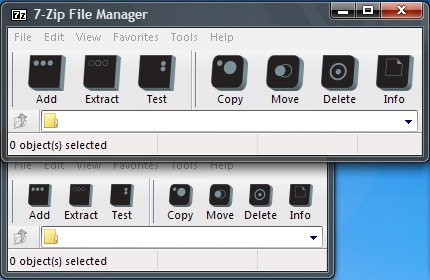 7-Zip File Manager
File Edit View Favorites Tools Help
Add Extract Test Copy Move Delete Info
0 object(s) selected
File Edit View Favorites Tools Help
Add Extract Test Copy Move Delete Info
0 object(s) selected